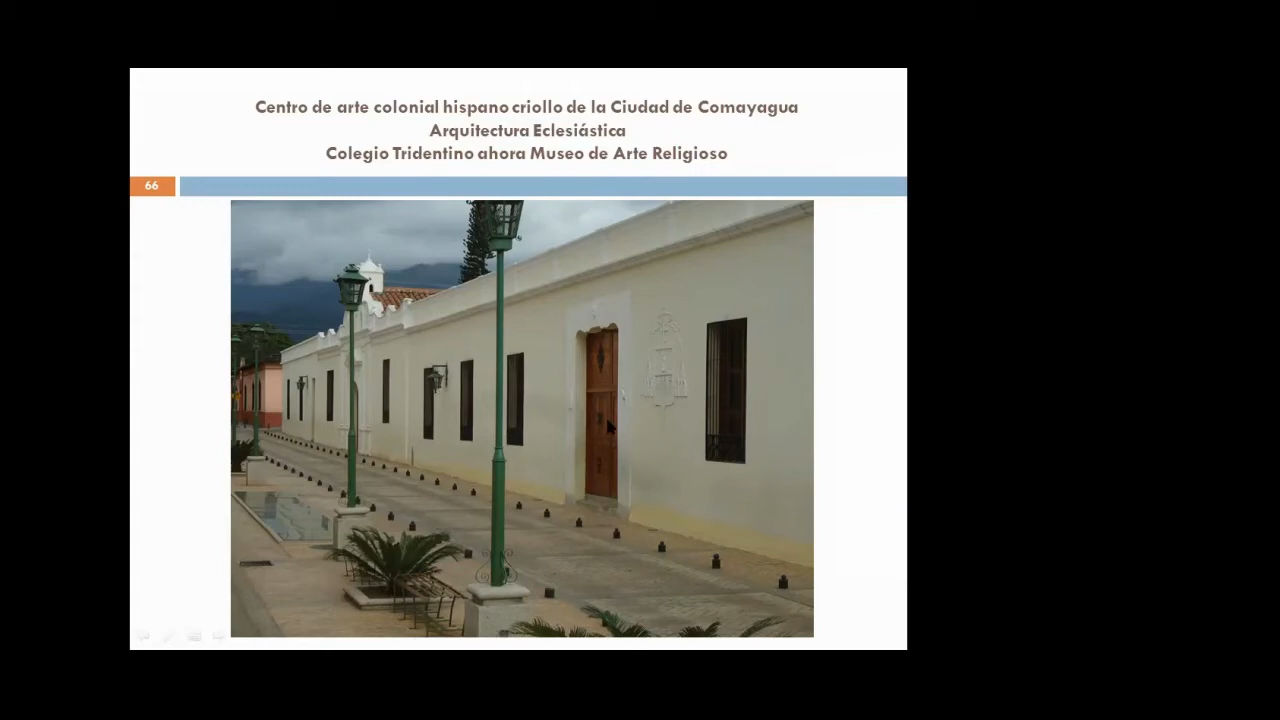 Centro de arte colonial hispano criollo de la Ciudad de Comayagua
Arquitectura Eclesiástica
Colegio Tridentino ahora Museo de Arte Religioso
66